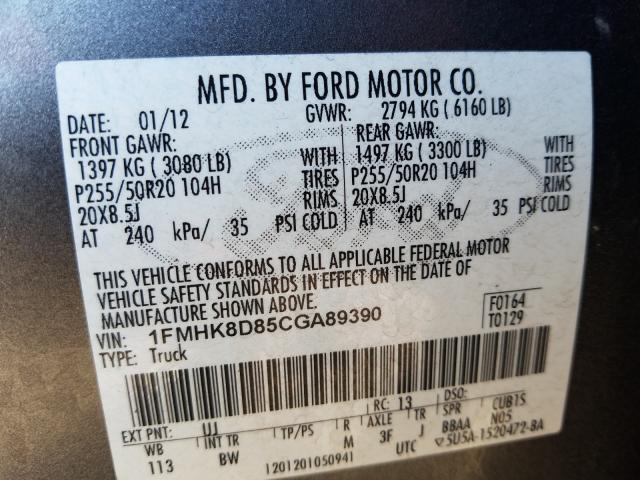 MFD. BY FORD MOTOR CO.
DATE: 01/12 GVWR: 2794 KG ( 6160 LB)
FRONT GAWR: REAR GAWR:
1397 KG ( 3080 LB) WITH 1497 KG ( 3300 LB) WITH
P255/50R20 104H TIRES P255/50R20 104H TIRES
20X8.5J RIMS 20X8.5J RIMS
AT 240 kPa/ 35 PSI COLD AT 240 kPa/ 35 PSI COLD
THIS VEHICLE CONFORMS TO ALL APPLICABLE FEDERAL MOTOR
VEHICLE SAFETY STANDARDS IN EFFECT ON THE DATE OF
MANUFACTURE SHOWN ABOVE.
VIN: 1FMHK8D85CGA89390 F0164
TYPE: Truck T0129
RC: 13 DSO:
EXT PNT: UJ CUB1S
WB INT TR TP/PS R AXLE TR SPR N05
113 BW M 3F J BBAA
1201201050941 UTC 5U5A-1520472-BA